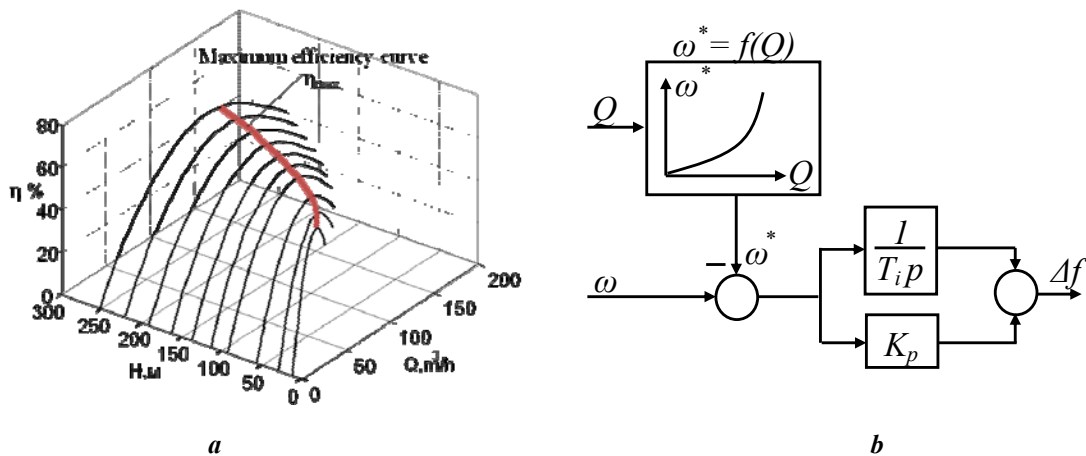 Maximum efficiency curve
ηmax
80
60
η %
40
20
0
300
250
200
150
100
50
0
H,м
0
50
100
150
200
Q,m³/h
a
ω* = f(Q)
ω*
Q
Q
− ω*
ω
1
Tᵢ p
Δf
Kₚ
b